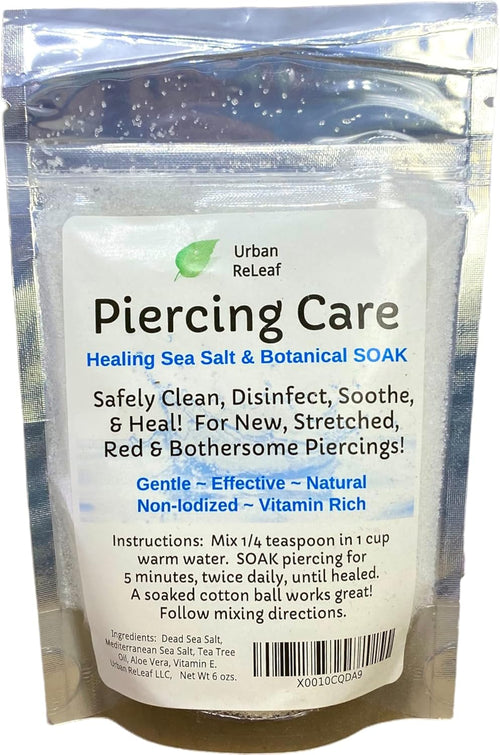 Urban
ReLeaf
Piercing Care
Healing Sea Salt & Botanical SOAK
Safely Clean, Disinfect, Soothe,
& Heal! For New, Stretched,
Red & Bothersome Piercings!
Gentle ~ Effective ~ Natural
Non-Iodized ~ Vitamin Rich
Instructions: Mix 1/4 teaspoon in 1 cup
warm water. SOAK piercing for
5 minutes, twice daily, until healed.
A soaked cotton ball works great!
Follow mixing directions.
Ingredients: Dead Sea Salt,
Mediterranean Sea Salt, Tea Tree
Oil, Aloe Vera, Vitamin E.
Urban ReLeaf LLC, Net Wt 6 ozs.
X0010CQDA9